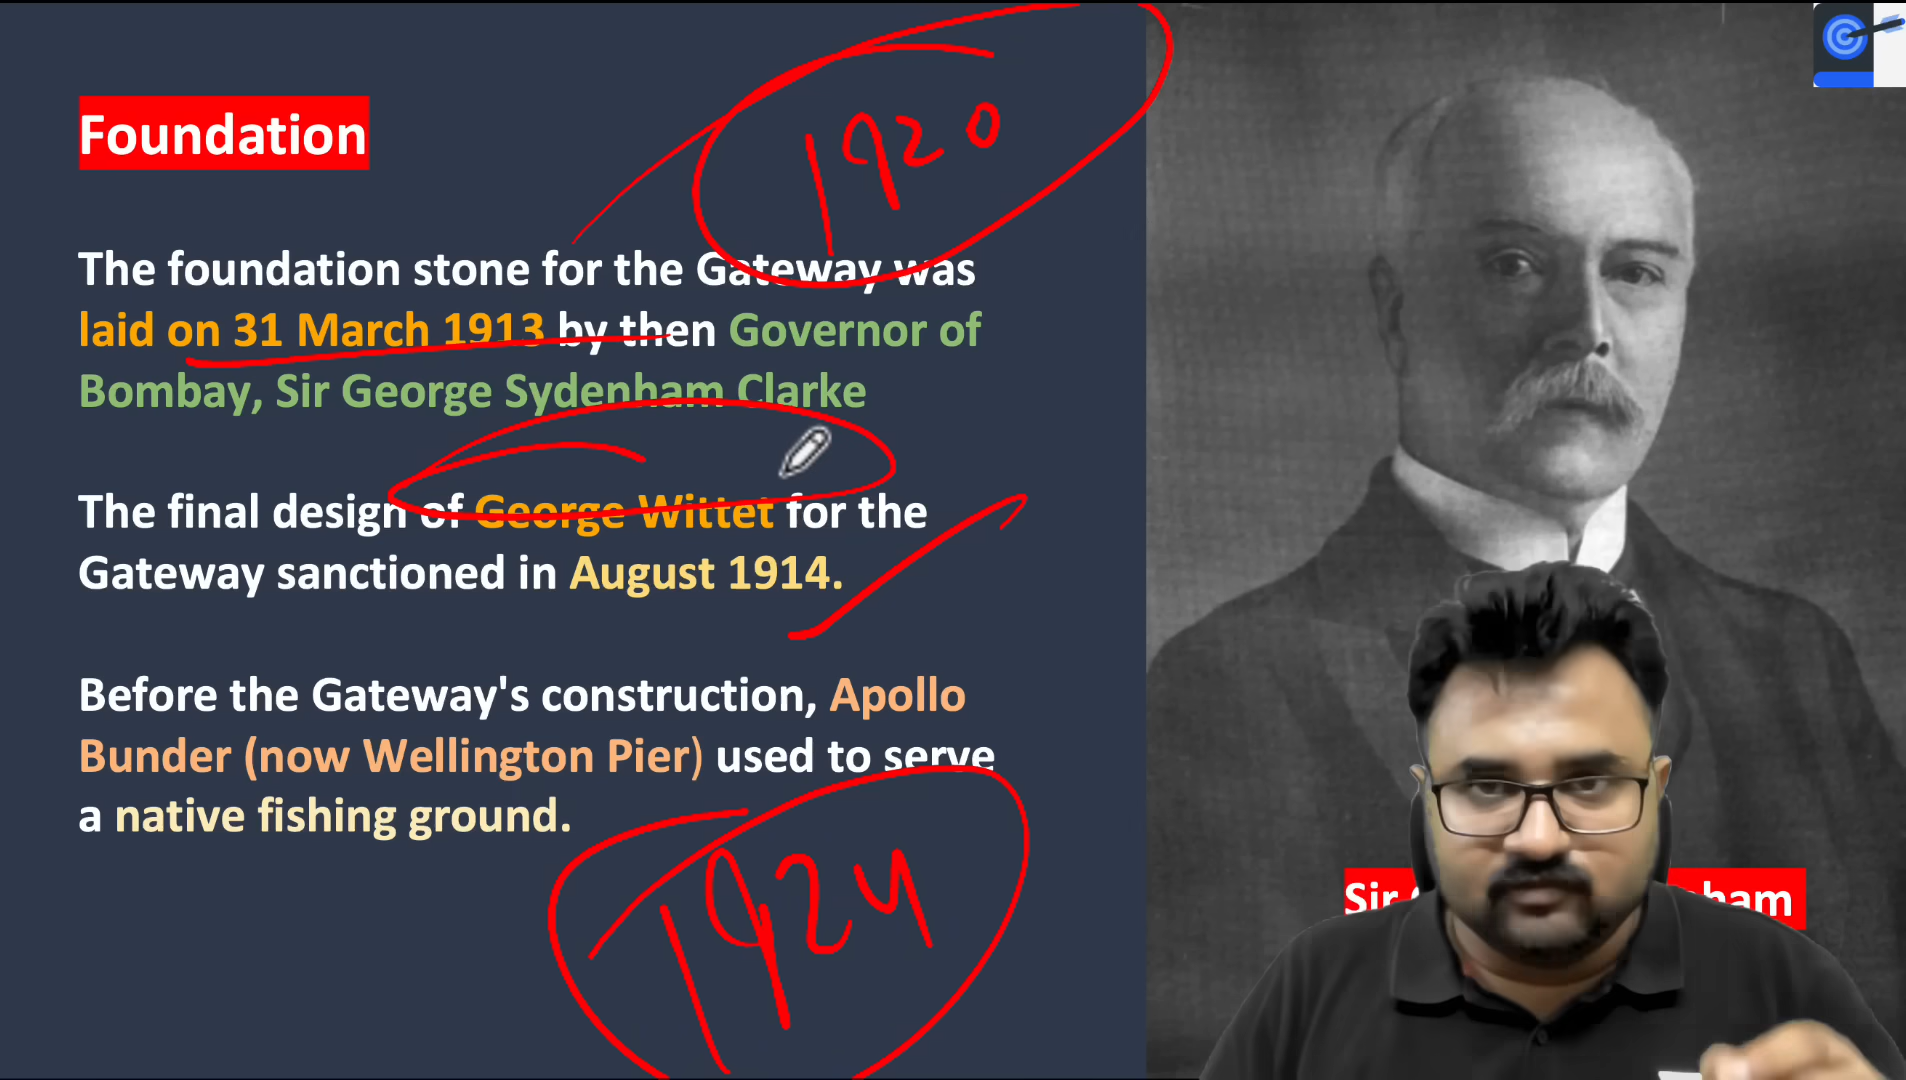 1920
Foundation
The foundation stone for the Gateway was
laid on 31 March 1913 by then Governor of
Bombay, Sir George Sydenham Clarke
The final design of George Wittet for the
Gateway sanctioned in August 1914.
Before the Gateway's construction, Apollo
Bunder (now Wellington Pier) used to serve
a native fishing ground.
1924
Sir